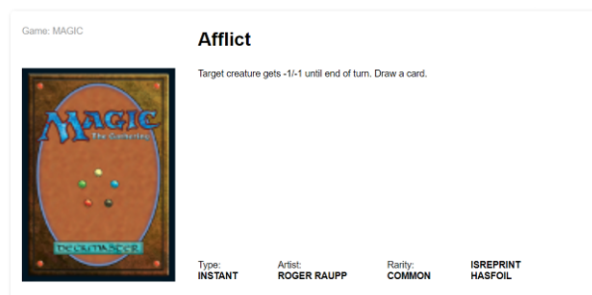 Game: MAGIC
Afflict
Target creature gets -1/-1 until end of turn. Draw a card.
MAGIC
The Gathering
DECKMASTER
Type:
INSTANT
Artist:
ROGER RAUPP
Rarity:
COMMON
ISREPRINT
HASFOIL